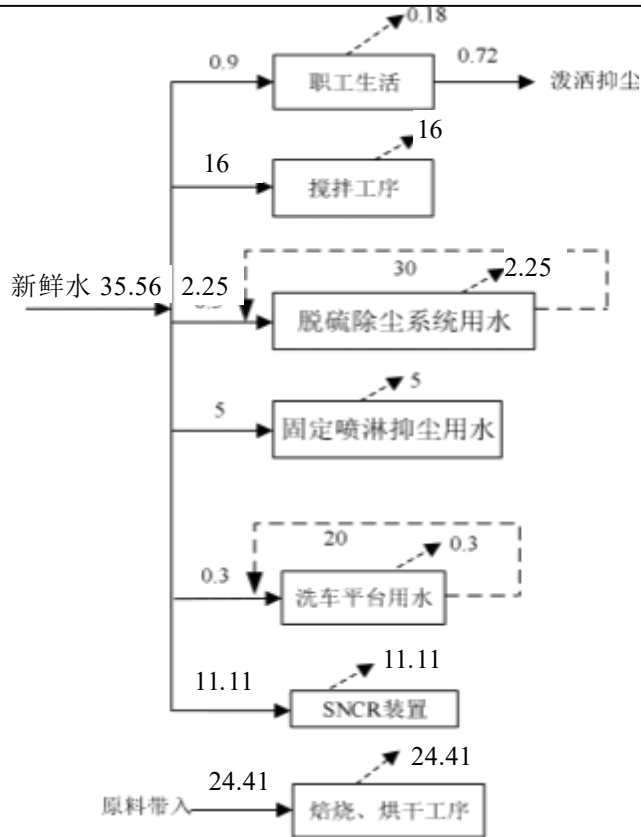 0.18
0.9
职工生活
0.72
泼洒抑尘
16
16
搅拌工序
新鲜水 35.56
2.25
30
2.25
脱硫除尘系统用水
5
5
固定喷淋抑尘用水
20
0.3
0.3
洗车平台用水
11.11
11.11
SNCR装置
24.41
原料带入
24.41
焙烧、烘干工序